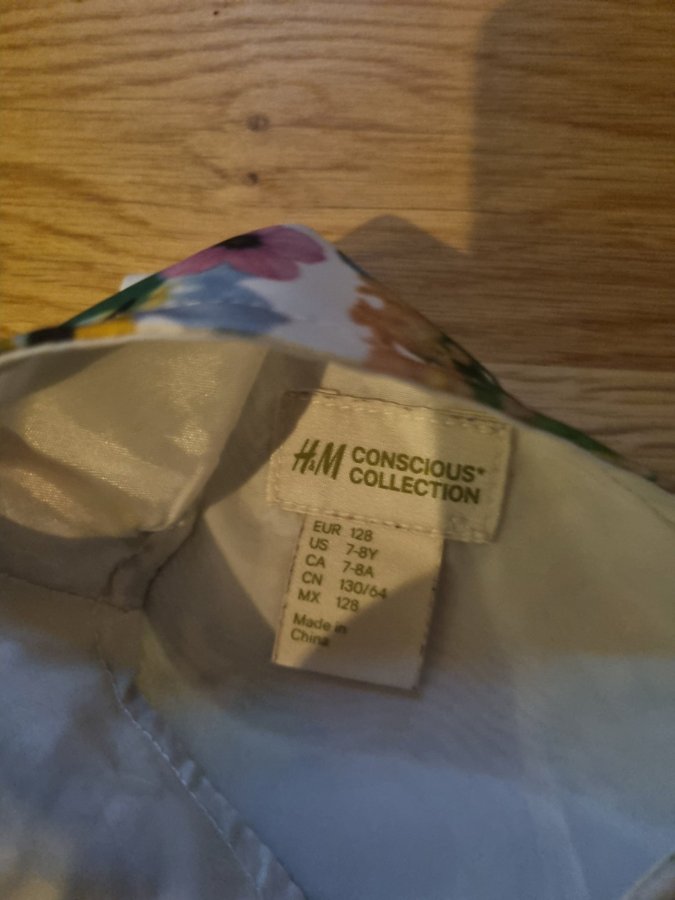 H&M CONSCIOUS*
COLLECTION
EUR 128
US 7-8Y
CA 7-8A
CN 130/64
MX 128
Made in
China